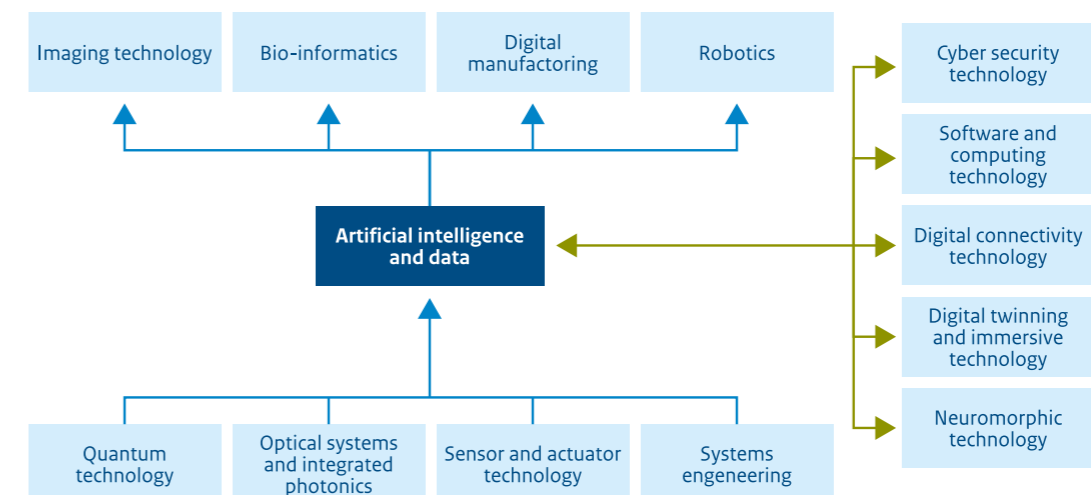 Imaging technology
Bio-informatics
Digital
manufactoring
Robotics
Cyber security
technology
Software and
computing
technology
Artificial intelligence
and data
Digital connectivity
technology
Digital twinning
and immersive
technology
Neuromorphic
technology
Quantum
technology
Optical systems
and integrated
photonics
Sensor and actuator
technology
Systems
engeneering